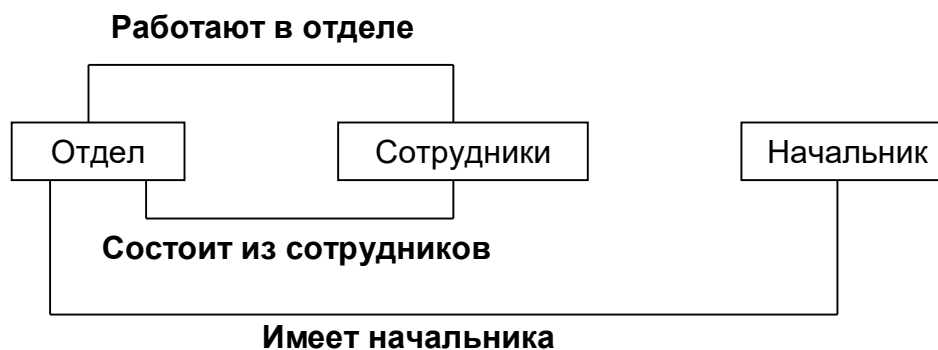 Работают в отделе
Отдел
Сотрудники
Начальник
Состоит из сотрудников
Имеет начальника